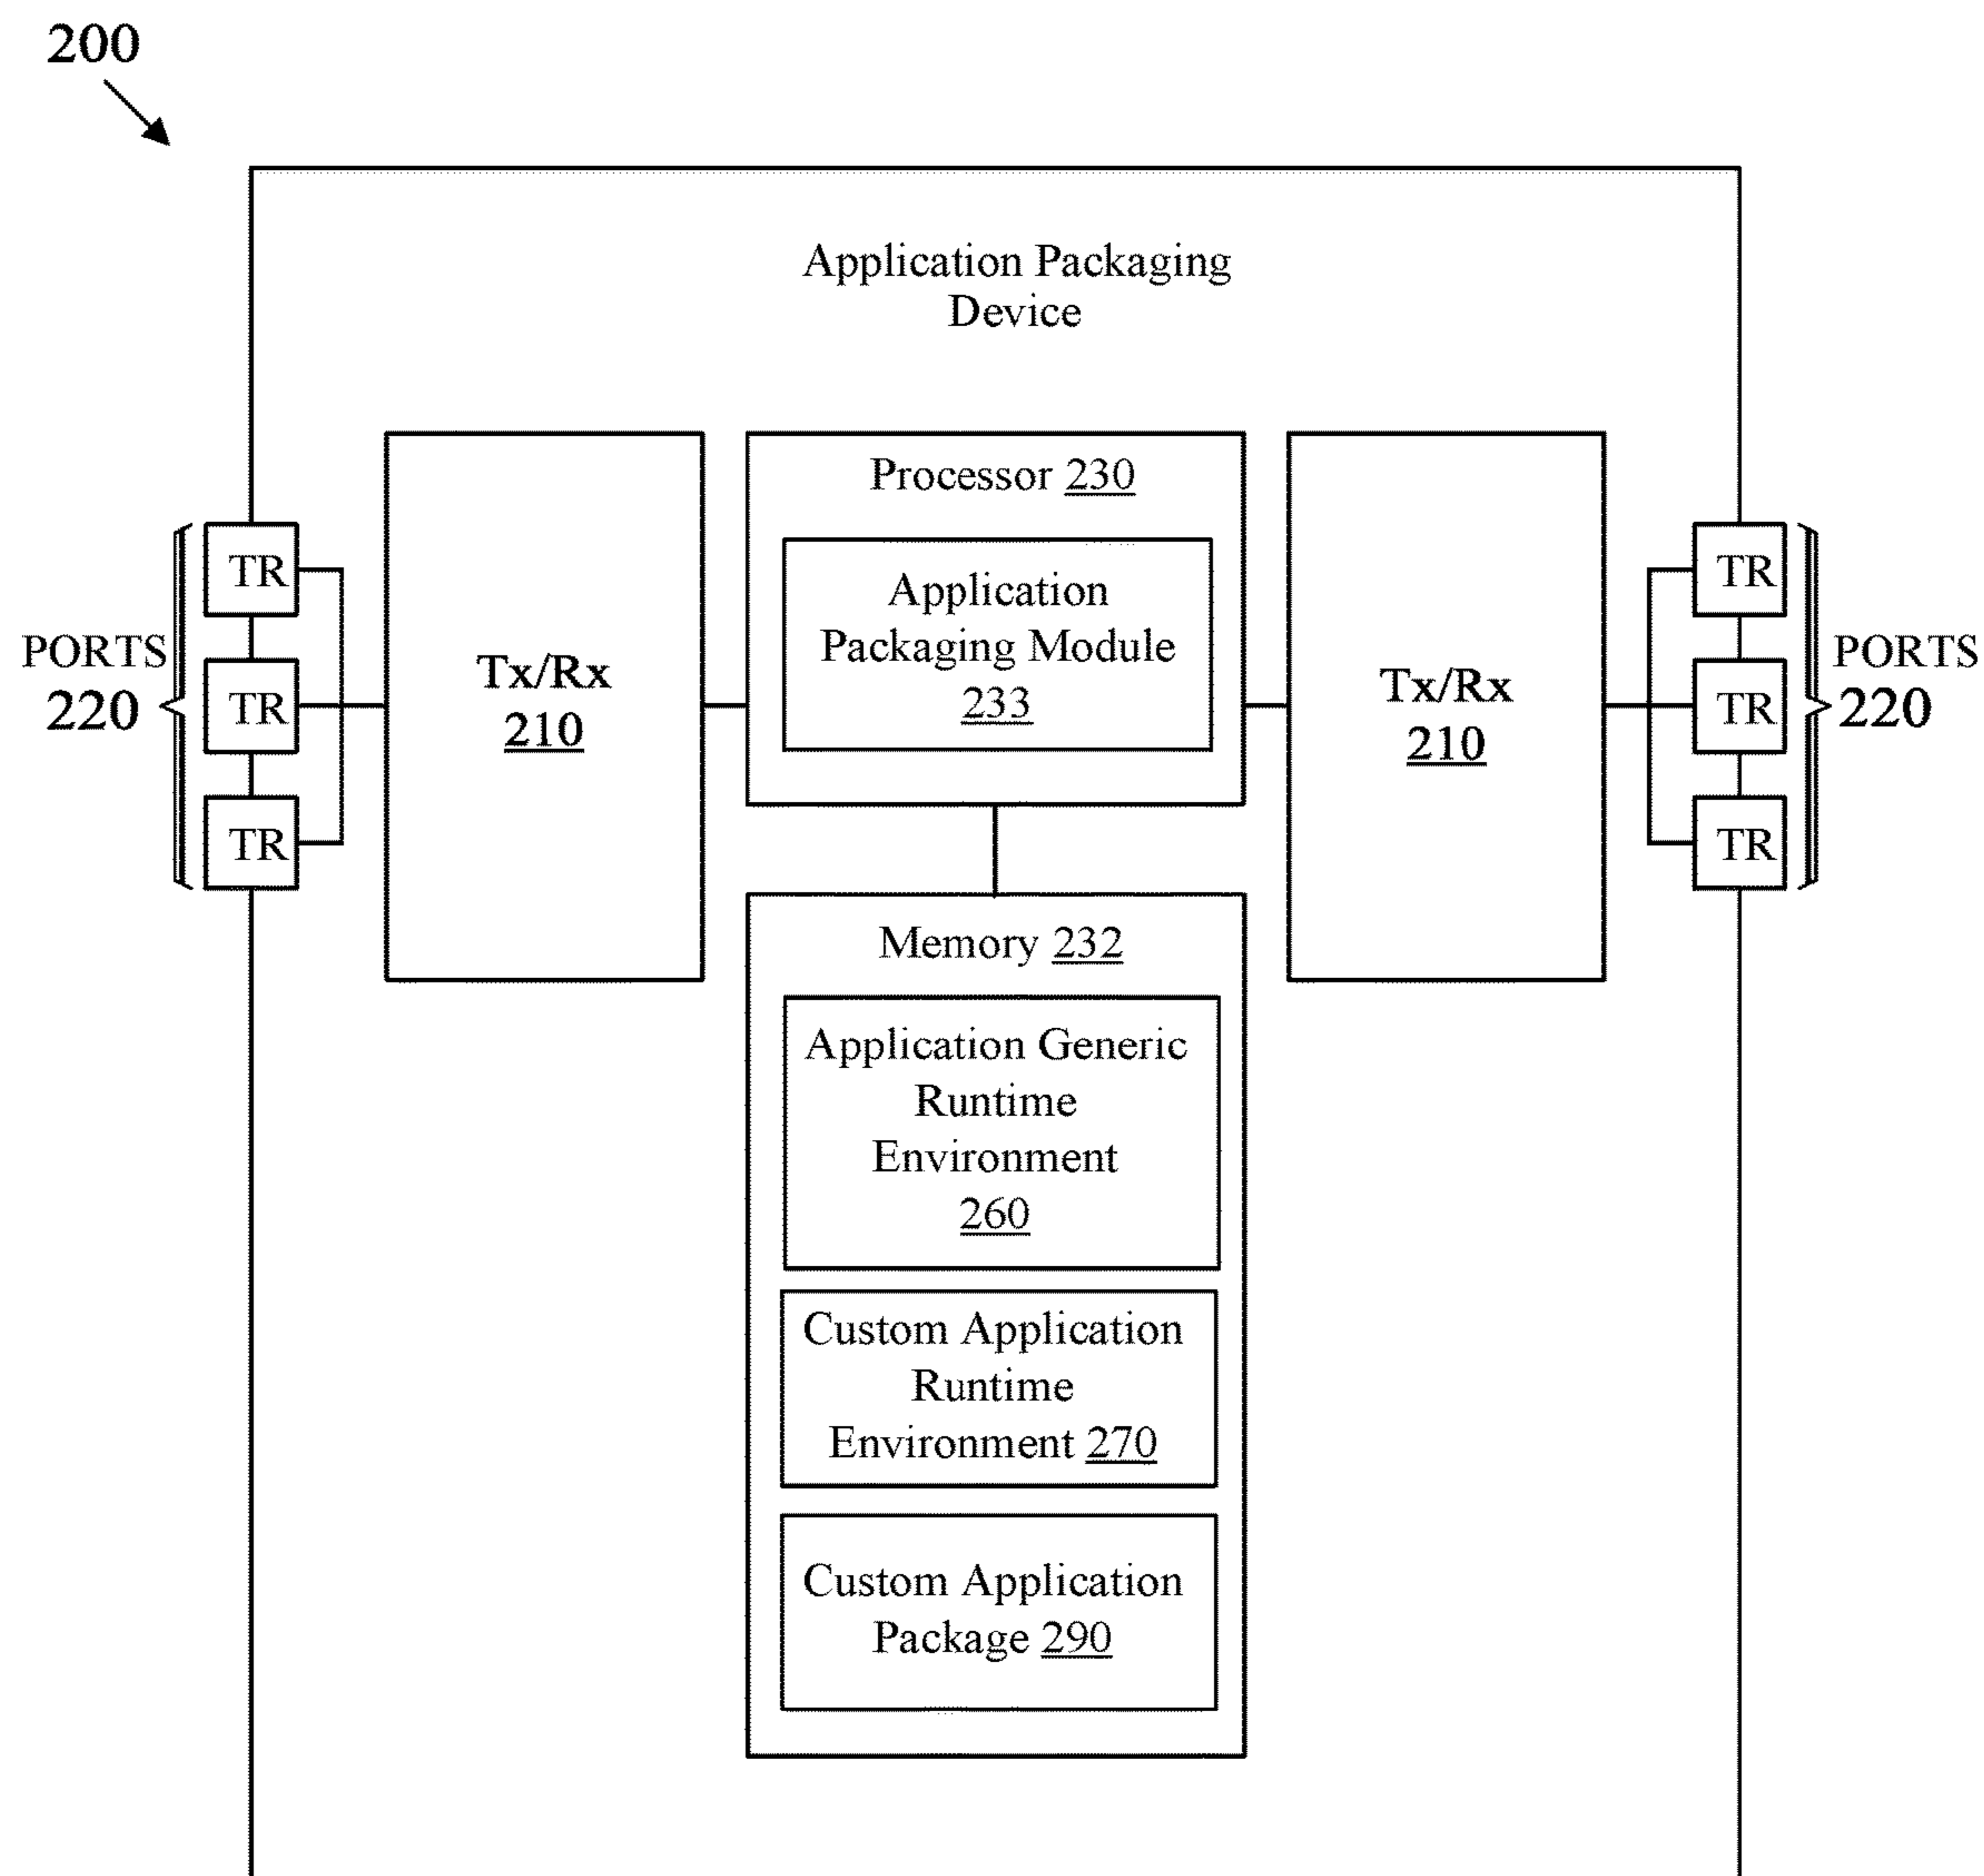 200
Application Packaging
Device
PORTS
220
TR
TR
TR
Tx/Rx
210
Processor 230
Application
Packaging Module
233
Tx/Rx
210
TR
TR
TR
PORTS
220
Memory 232
Application Generic
Runtime
Environment
260
Custom Application
Runtime
Environment 270
Custom Application
Package 290